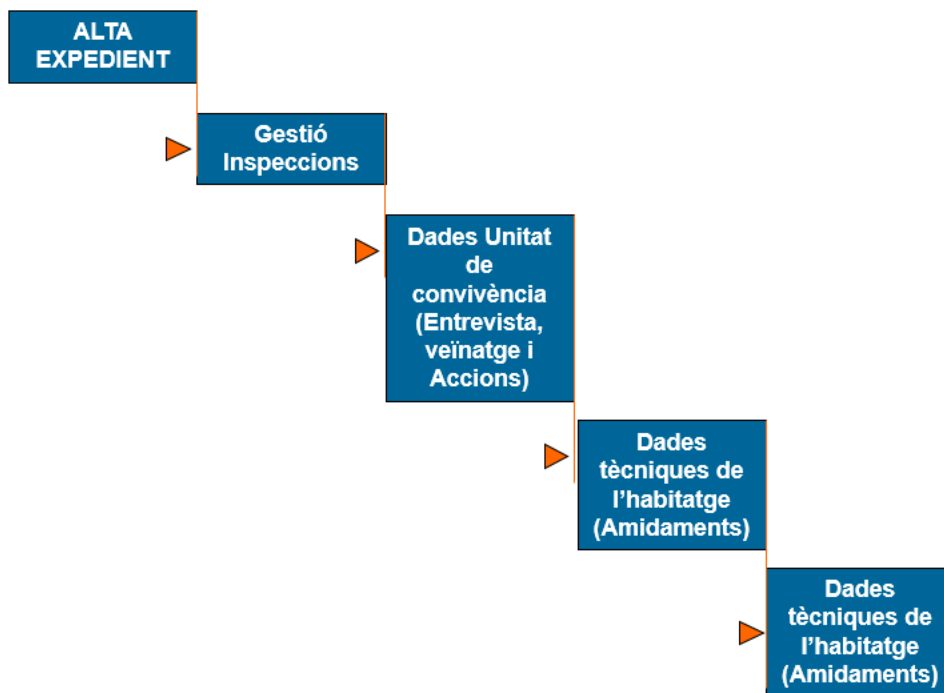 ALTA
EXPEDIENT
Gestió
Inspeccions
Dades Unitat
de
convivència
(Entrevista,
veïnatge i
Accions)
Dades
tècniques de
l’habitatge
(Amidaments)
Dades
tècniques de
l’habitatge
(Amidaments)